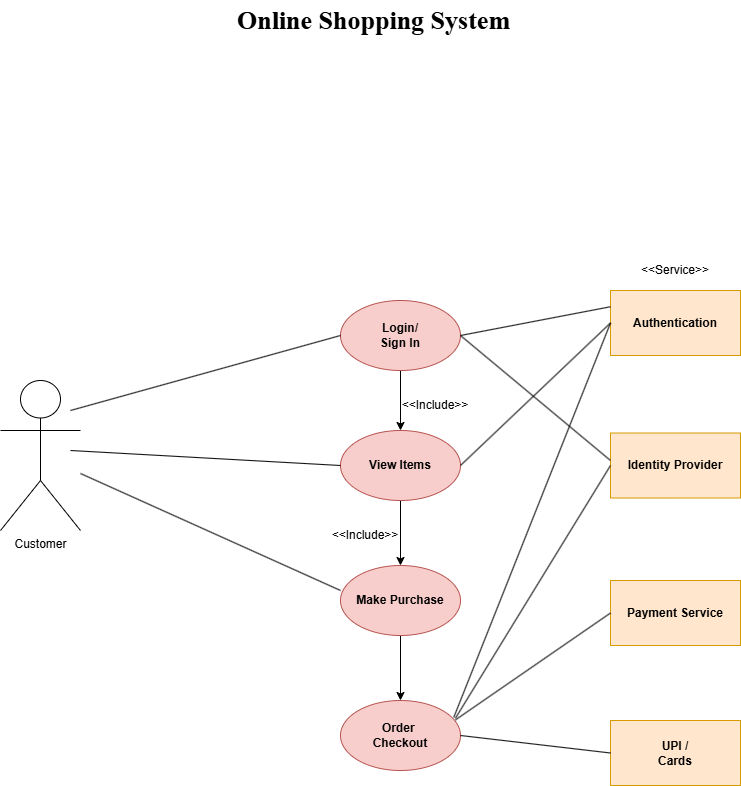 Online Shopping System
<<Service>>
Login/
Sign In
Authentication
<<Include>>
View Items
Identity Provider
Customer
<<Include>>
Make Purchase
Payment Service
Order
Checkout
UPI /
Cards